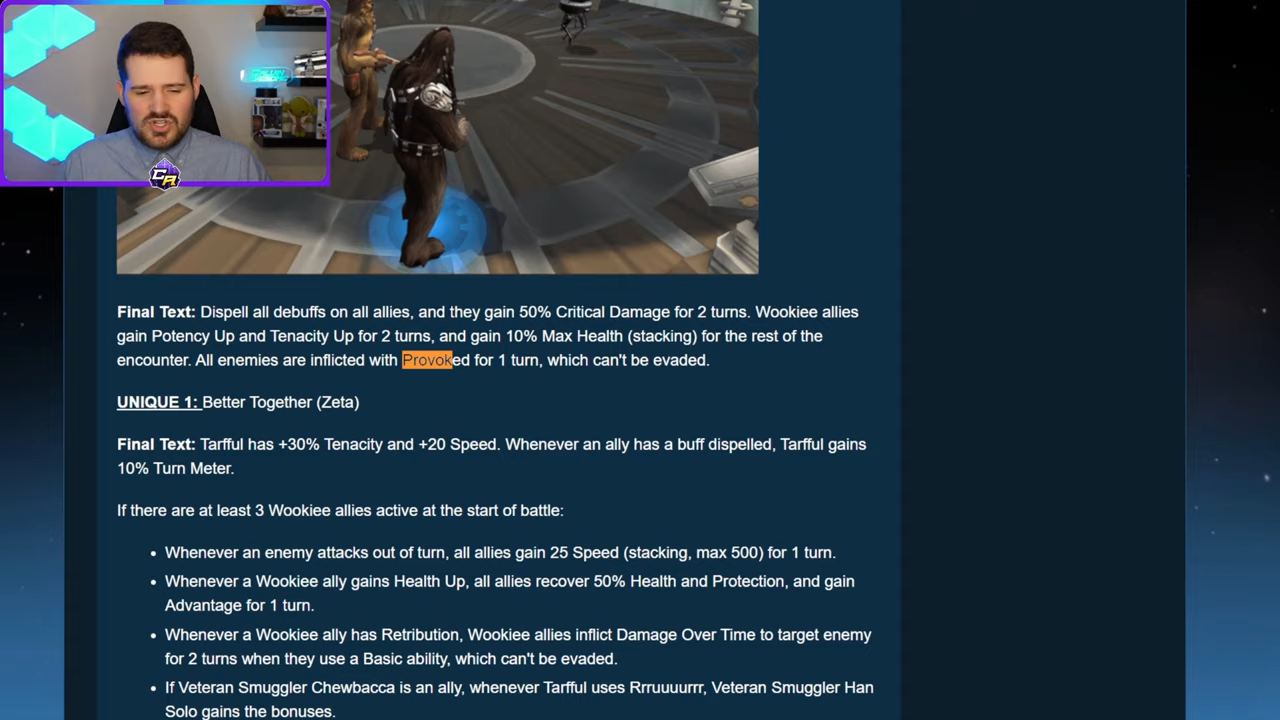 CA
Final Text: Dispell all debuffs on all allies, and they gain 50% Critical Damage for 2 turns. Wookiee allies
gain Potency Up and Tenacity Up for 2 turns, and gain 10% Max Health (stacking) for the rest of the
encounter. All enemies are inflicted with Provoked for 1 turn, which can't be evaded.
UNIQUE 1: Better Together (Zeta)
Final Text: Tarfful has +30% Tenacity and +20 Speed. Whenever an ally has a buff dispelled, Tarfful gains
10% Turn Meter.
If there are at least 3 Wookiee allies active at the start of battle:
• Whenever an enemy attacks out of turn, all allies gain 25 Speed (stacking, max 500) for 1 turn.
• Whenever a Wookiee ally gains Health Up, all allies recover 50% Health and Protection, and gain
Advantage for 1 turn.
• Whenever a Wookiee ally has Retribution, Wookiee allies inflict Damage Over Time to target enemy
for 2 turns when they use a Basic ability, which can't be evaded.
• If Veteran Smuggler Chewbacca is an ally, whenever Tarfful uses Rrruuuurrr, Veteran Smuggler Han
Solo gains the bonuses.